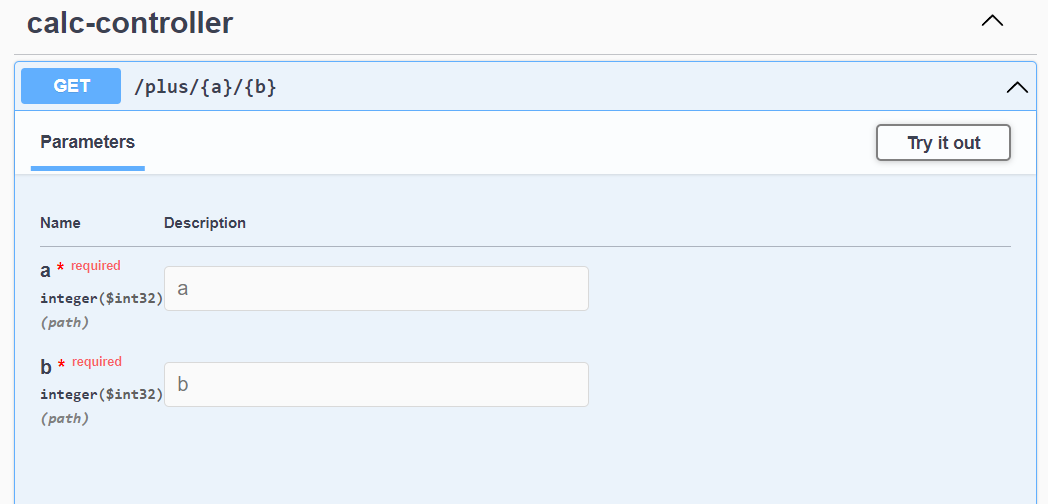 calc-controller
GET /plus/{a}/{b}
Parameters Try it out
Name Description
a * required
integer($int32) a
(path)
b * required
integer($int32) b
(path)